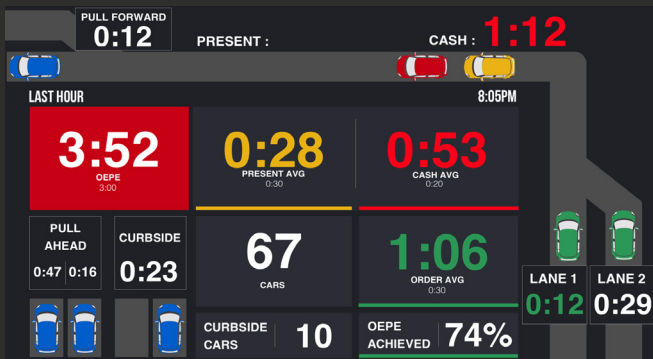 PULL FORWARD
0:12
PRESENT :
CASH : 1:12
LAST HOUR
8:05PM
3:52
OEPE
3:00
0:28
PRESENT AVG
0:30
0:53
CASH AVG
0:20
PULL
AHEAD
0:47 0:16
CURBSIDE
0:23
67
CARS
1:06
ORDER AVG
0:30
LANE 1
0:12
LANE 2
0:29
CURBSIDE
CARS
10
OEPE
ACHIEVED
74%